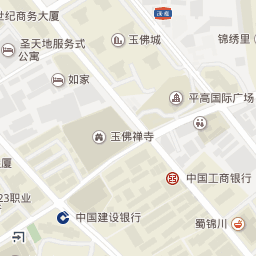 世纪商务大厦
锦绣里
玉佛城
圣天地服务式
公寓
如家
平高国际广场
玉佛禅寺
厦
中国工商银行
23职业
中国建设银行
蜀锦川